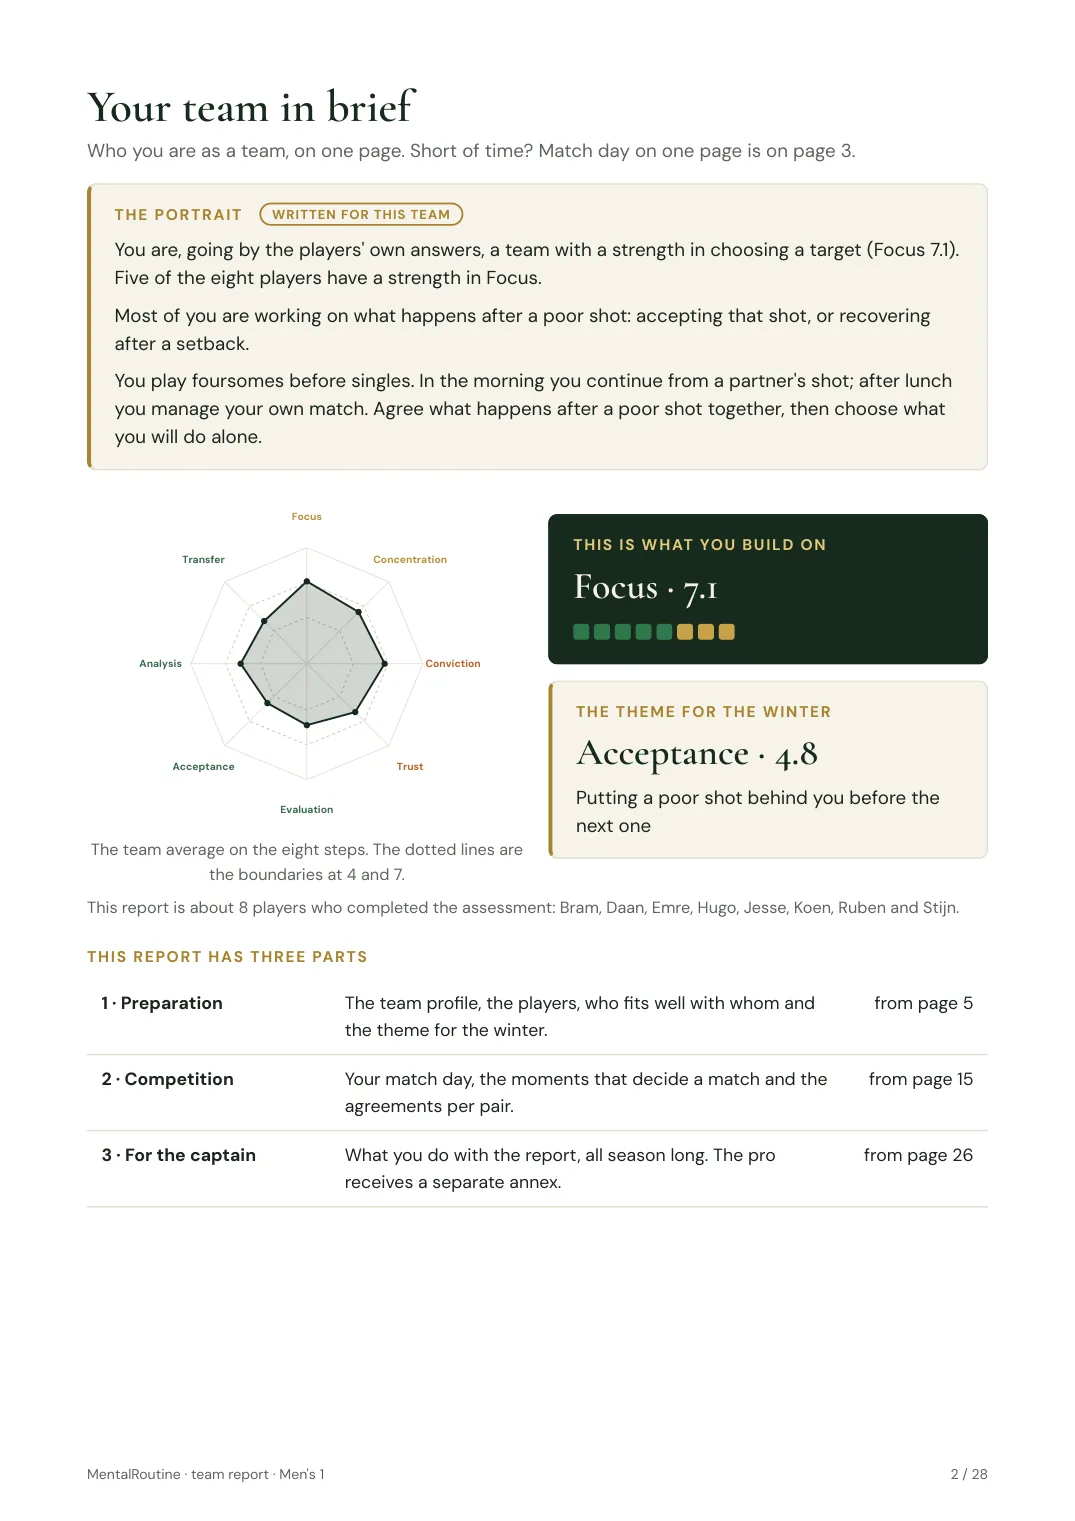 Your team in brief
Who you are as a team, on one page. Short of time? Match day on one page is on page 3.
THE PORTRAIT WRITTEN FOR THIS TEAM
You are, going by the players' own answers, a team with a strength in choosing a target (Focus 7.1).
Five of the eight players have a strength in Focus.
Most of you are working on what happens after a poor shot: accepting that shot, or recovering
after a setback.
You play foursomes before singles. In the morning you continue from a partner's shot; after lunch
you manage your own match. Agree what happens after a poor shot together, then choose what
you will do alone.
Focus
Transfer
Concentration
Analysis
Conviction
Acceptance
Trust
Evaluation
The team average on the eight steps. The dotted lines are
the boundaries at 4 and 7.
THIS IS WHAT YOU BUILD ON
Focus · 7.1
THE THEME FOR THE WINTER
Acceptance · 4.8
Putting a poor shot behind you before the
next one
This report is about 8 players who completed the assessment: Bram, Daan, Emre, Hugo, Jesse, Koen, Ruben and Stijn.
THIS REPORT HAS THREE PARTS
1 · Preparation The team profile, the players, who fits well with whom and from page 5
the theme for the winter.
2 · Competition Your match day, the moments that decide a match and the from page 15
agreements per pair.
3 · For the captain What you do with the report, all season long. The pro from page 26
receives a separate annex.
MentalRoutine · team report · Men's 1 2 / 28